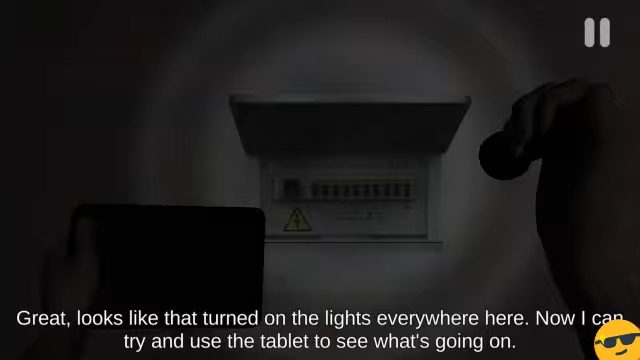 Great, looks like that turned on the lights everywhere here. Now I can
try and use the tablet to see what's going on.